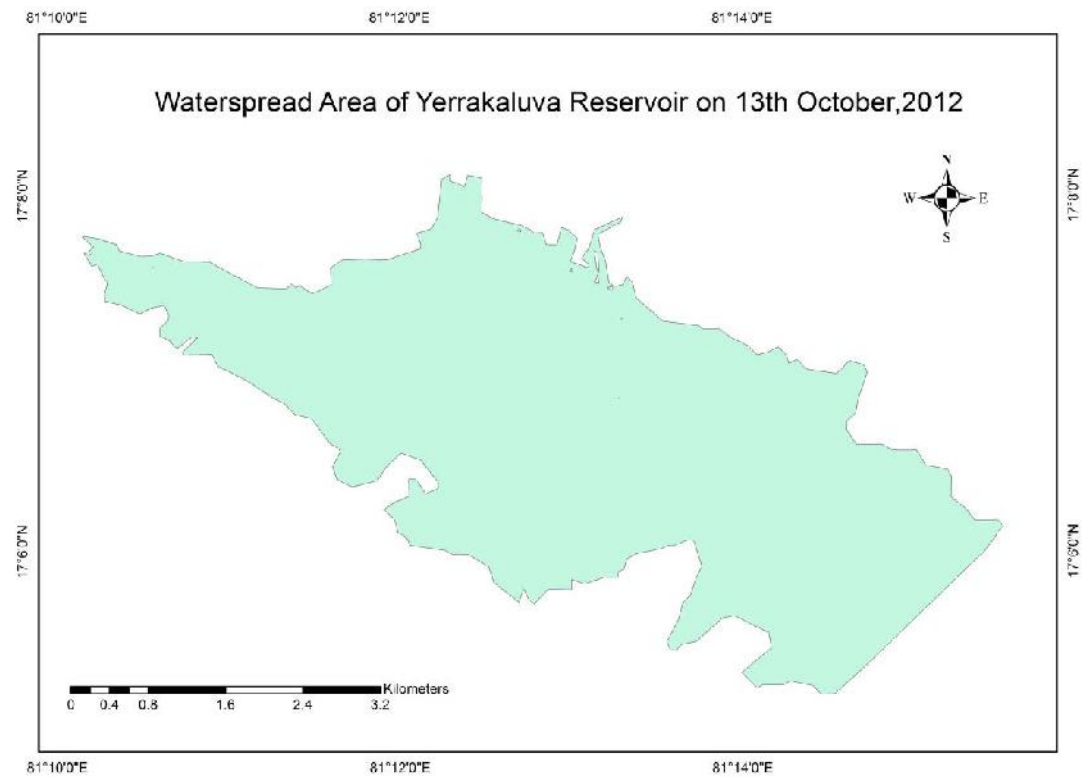 81°10'0"E 81°12'0"E 81°14'0"E
Waterspread Area of Yerrakaluva Reservoir on 13th October,2012
N
W E
S
17°8'0"N 17°8'0"N
17°6'0"N 17°6'0"N
Kilometers
0 0.4 0.8 1.6 2.4 3.2
81°10'0"E 81°12'0"E 81°14'0"E